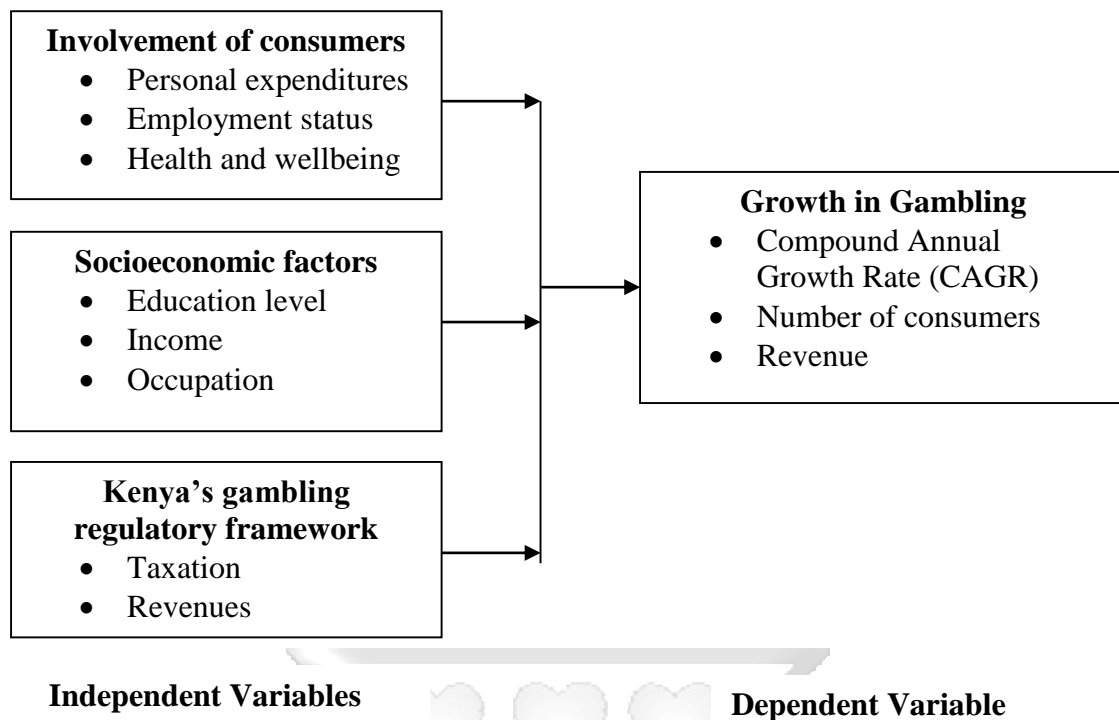 Involvement of consumers
• Personal expenditures
• Employment status
• Health and wellbeing
Socioeconomic factors
• Education level
• Income
• Occupation
Kenya’s gambling
regulatory framework
• Taxation
• Revenues
Independent Variables
Growth in Gambling
• Compound Annual
Growth Rate (CAGR)
• Number of consumers
• Revenue
Dependent Variable